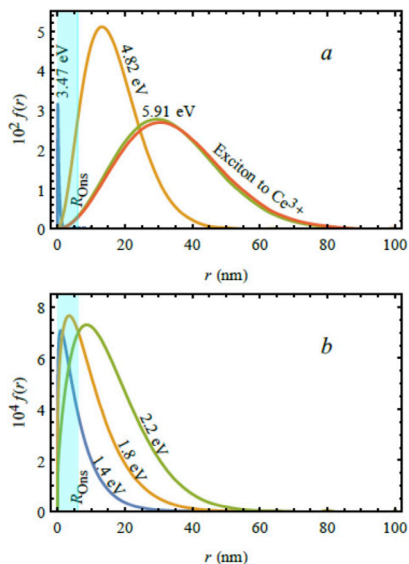 5
4
3
2
1
0
10² f(r)
3.47 eV
4.82 eV
5.91 eV
Exciton to Ce³⁺
R_Ons
a
0 20 40 60 80 100
r (nm)
8
6
4
2
0
10⁴ f(r)
1.4 eV
1.8 eV
2.2 eV
R_Ons
b
0 20 40 60 80 100
r (nm)